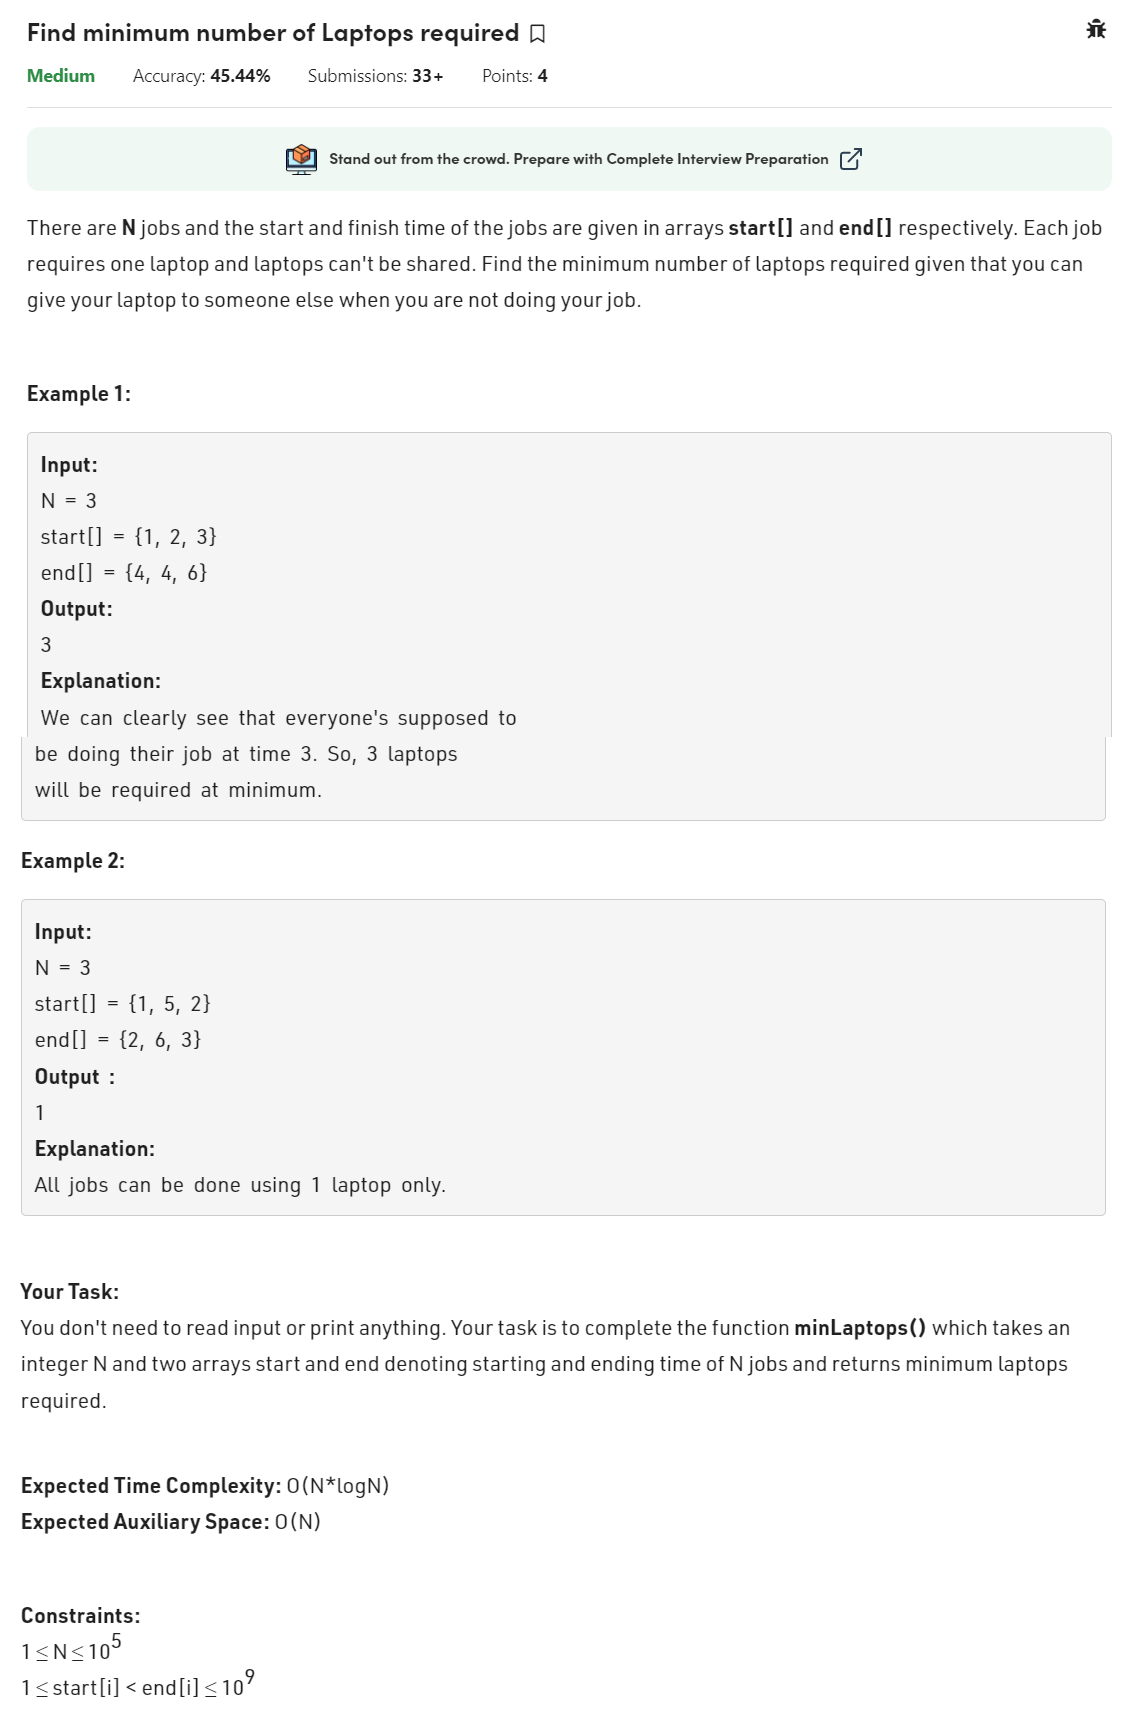 Find minimum number of Laptops required
Medium Accuracy: 45.44% Submissions: 33+ Points: 4
Stand out from the crowd. Prepare with Complete Interview Preparation
There are N jobs and the start and finish time of the jobs are given in arrays start[] and end[] respectively. Each job
requires one laptop and laptops can't be shared. Find the minimum number of laptops required given that you can
give your laptop to someone else when you are not doing your job.
Example 1:
Input:
N = 3
start[] = {1, 2, 3}
end[] = {4, 4, 6}
Output:
3
Explanation:
We can clearly see that everyone's supposed to
be doing their job at time 3. So, 3 laptops
will be required at minimum.
Example 2:
Input:
N = 3
start[] = {1, 5, 2}
end[] = {2, 6, 3}
Output :
1
Explanation:
All jobs can be done using 1 laptop only.
Your Task:
You don't need to read input or print anything. Your task is to complete the function minLaptops() which takes an
integer N and two arrays start and end denoting starting and ending time of N jobs and returns minimum laptops
required.
Expected Time Complexity: O(N*logN)
Expected Auxiliary Space: O(N)
Constraints:
1 ≤ N ≤ 10^5
1 ≤ start[i] < end[i] ≤ 10^9